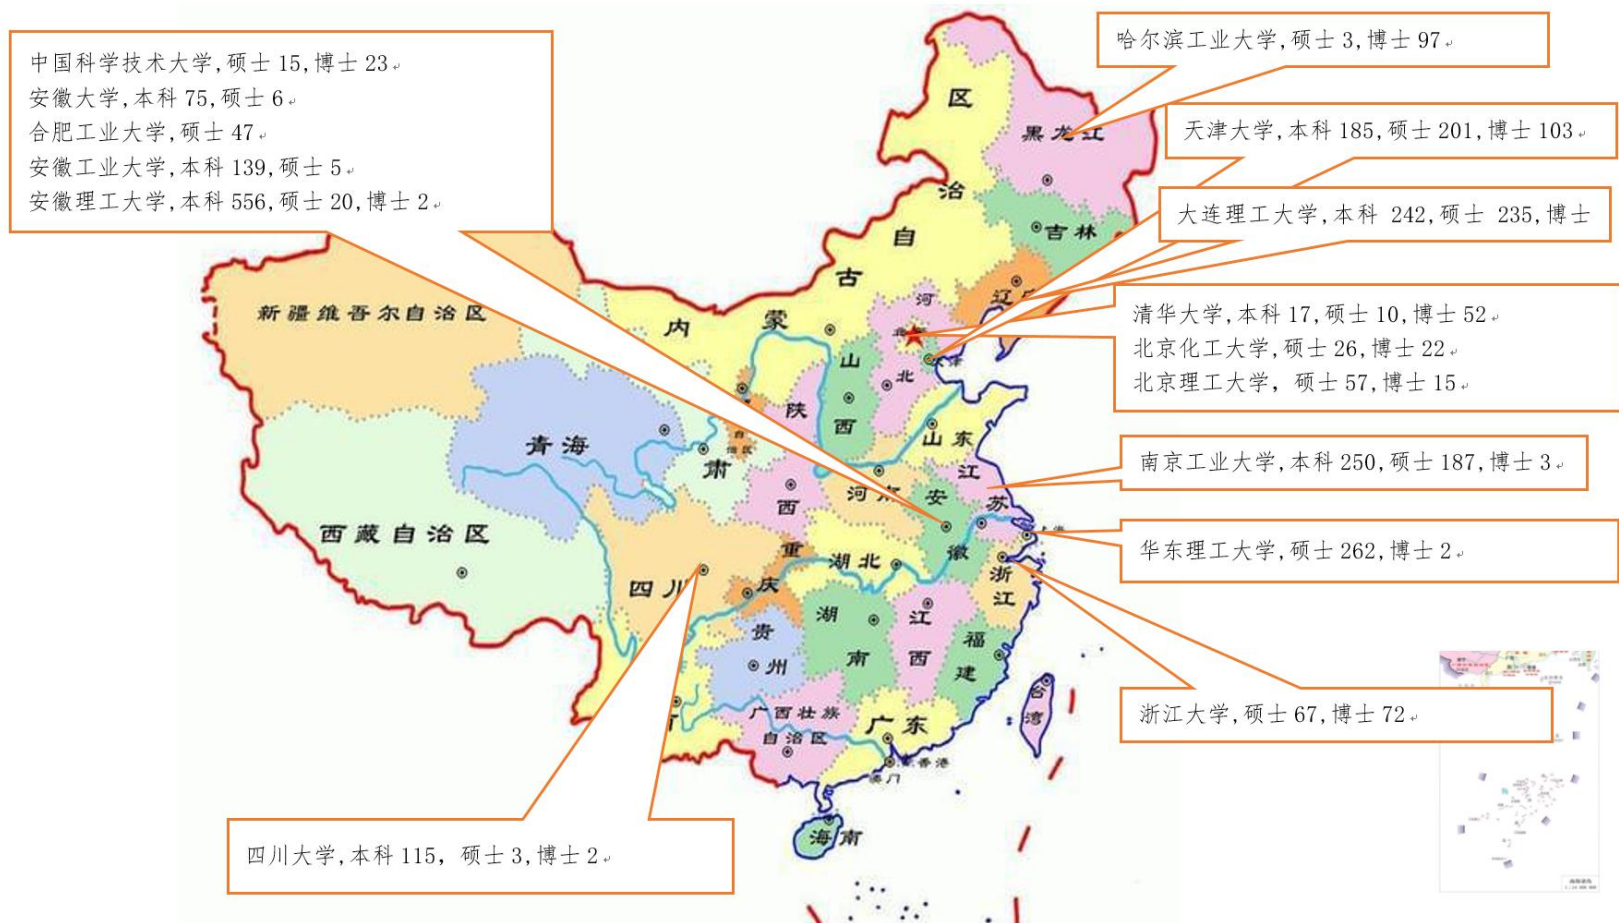 中国科学技术大学,硕士 15,博士 23
安徽大学,本科 75,硕士 6
合肥工业大学,硕士 47
安徽工业大学,本科 139,硕士 5
安徽理工大学,本科 556,硕士 20,博士 2
哈尔滨工业大学,硕士 3,博士 97
天津大学,本科 185,硕士 201,博士 103
大连理工大学,本科 242,硕士 235,博士
清华大学,本科 17,硕士 10,博士 52
北京化工大学,硕士 26,博士 22
北京理工大学, 硕士 57,博士 15
南京工业大学,本科 250,硕士 187,博士 3
华东理工大学,硕士 262,博士 2
浙江大学,硕士 67,博士 72
四川大学,本科 115, 硕士 3,博士 2
黑龙江
吉林
辽
内蒙古自治区
新疆维吾尔自治区
河北
山西
山东
陕西
青海
肃
西藏自治区
河
江苏
安徽
四川
重庆
湖北
浙江
湖南
江西
福建
贵州
广西壮族
自治区
广东
香港
澳门
台湾
海南